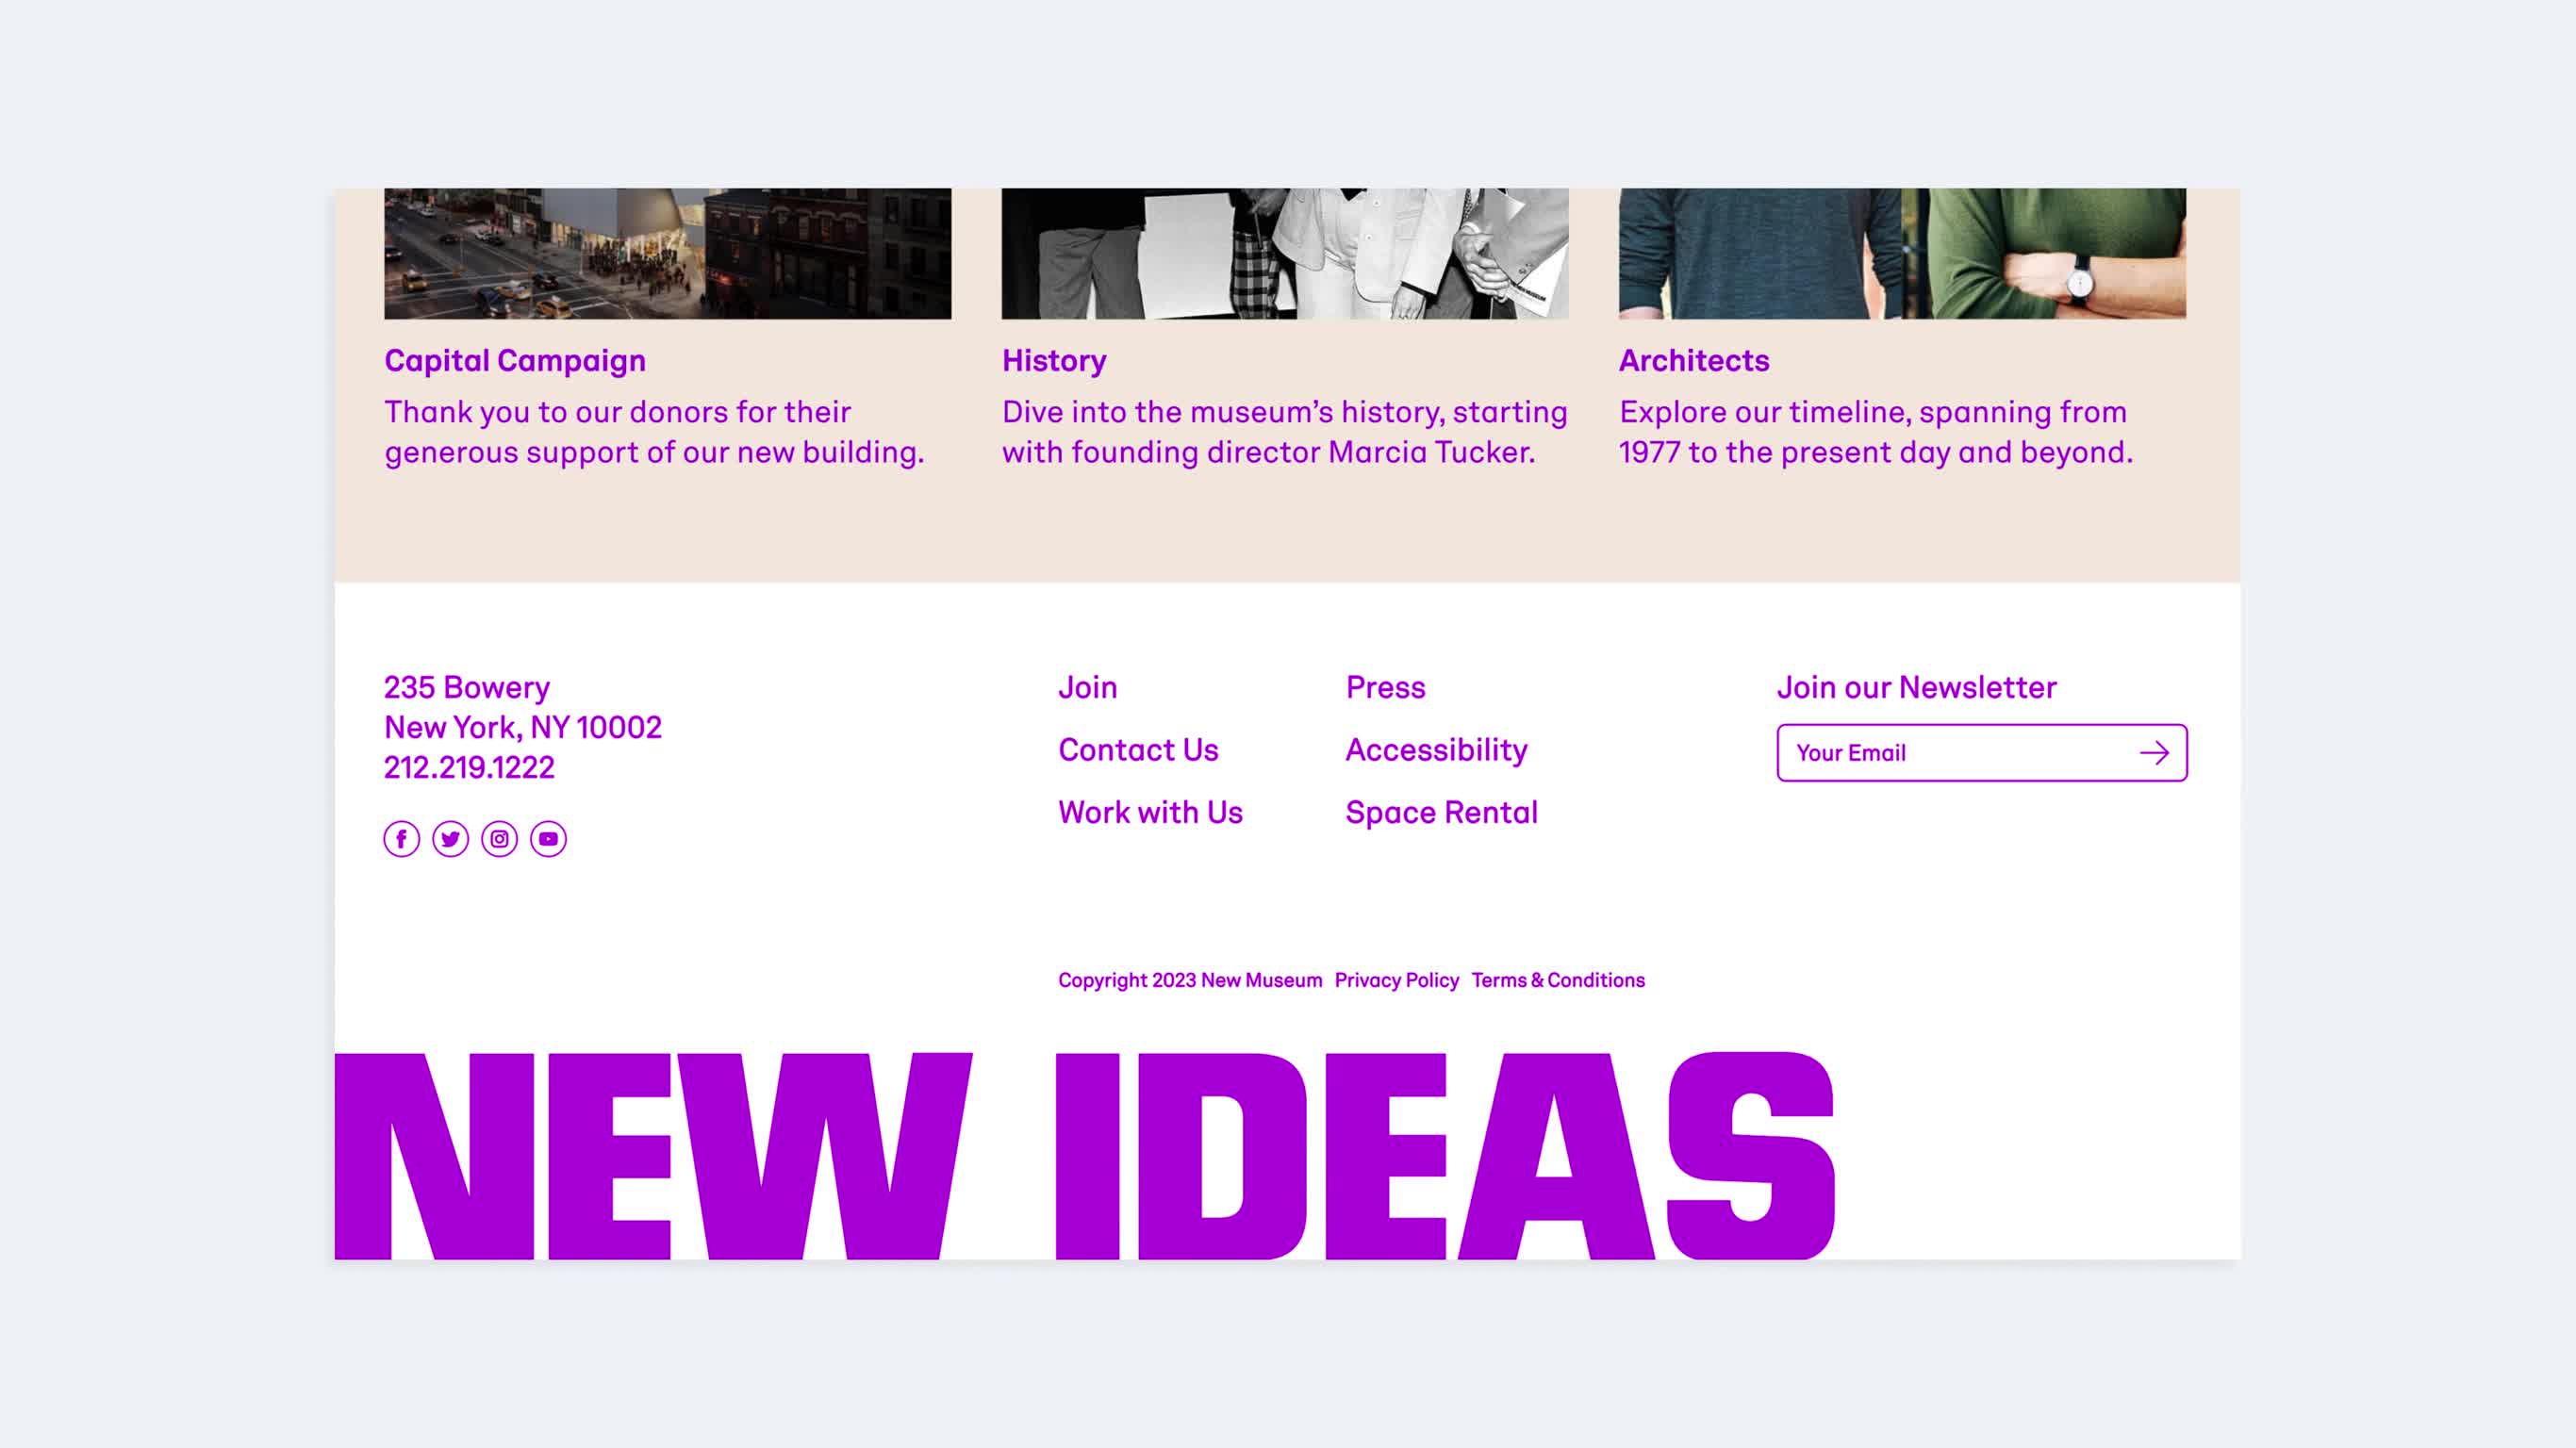 Capital Campaign
Thank you to our donors for their
generous support of our new building.
History
Dive into the museum’s history, starting
with founding director Marcia Tucker.
Architects
Explore our timeline, spanning from
1977 to the present day and beyond.
235 Bowery
New York, NY 10002
212.219.1222
Join
Contact Us
Work with Us
Press
Accessibility
Space Rental
Join our Newsletter
Your Email
Copyright 2023 New Museum Privacy Policy Terms & Conditions
NEW IDEAS